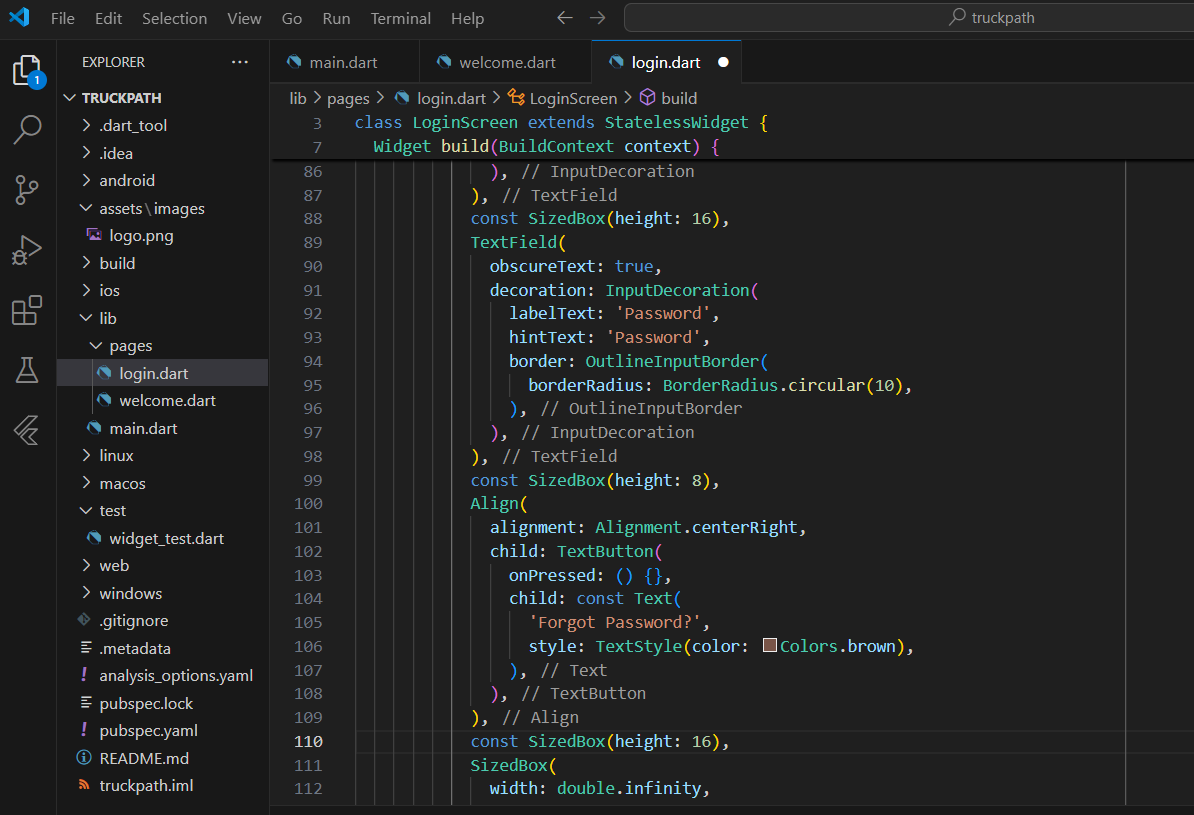 File Edit Selection View Go Run Terminal Help
truckpath
1
EXPLORER
TRUCKPATH
.dart_tool
.idea
android
assets\images
logo.png
build
ios
lib
pages
login.dart
welcome.dart
main.dart
linux
macos
test
widget_test.dart
web
windows
.gitignore
.metadata
analysis_options.yaml
pubspec.lock
pubspec.yaml
README.md
truckpath.iml
main.dart welcome.dart login.dart
lib > pages > login.dart > LoginScreen > build
3 class LoginScreen extends StatelessWidget {
7 Widget build(BuildContext context) {
86 ), // InputDecoration
87 ), // TextField
88 const SizedBox(height: 16),
89 TextField(
90 obscureText: true,
91 decoration: InputDecoration(
92 labelText: 'Password',
93 hintText: 'Password',
94 border: OutlineInputBorder(
95 borderRadius: BorderRadius.circular(10),
96 ), // OutlineInputBorder
97 ), // InputDecoration
98 ), // TextField
99 const SizedBox(height: 8),
100 Align(
101 alignment: Alignment.centerRight,
102 child: TextButton(
103 onPressed: () {},
104 child: const Text(
105 'Forgot Password?',
106 style: TextStyle(color: Colors.brown),
107 ), // Text
108 ), // TextButton
109 ), // Align
110 const SizedBox(height: 16),
111 SizedBox(
112 width: double.infinity,